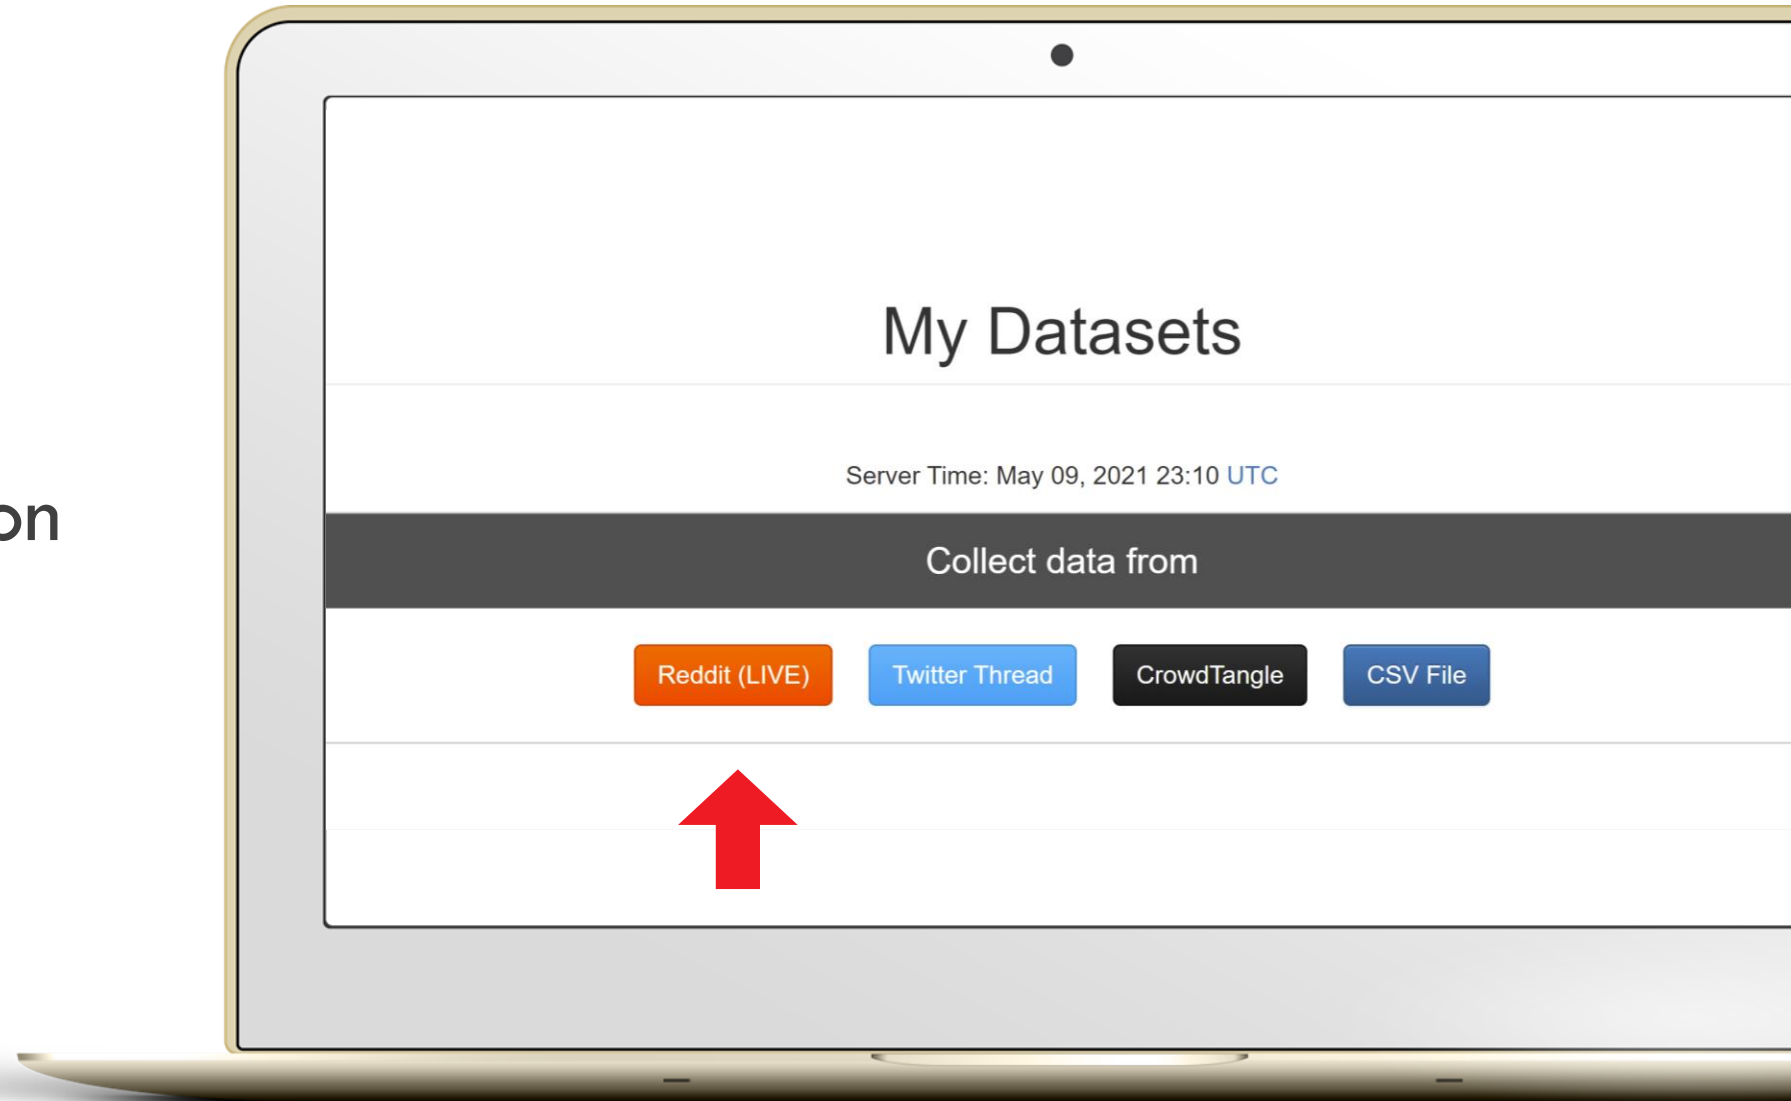 on
My Datasets
Server Time: May 09, 2021 23:10 UTC
Collect data from
Reddit (LIVE) Twitter Thread CrowdTangle CSV File